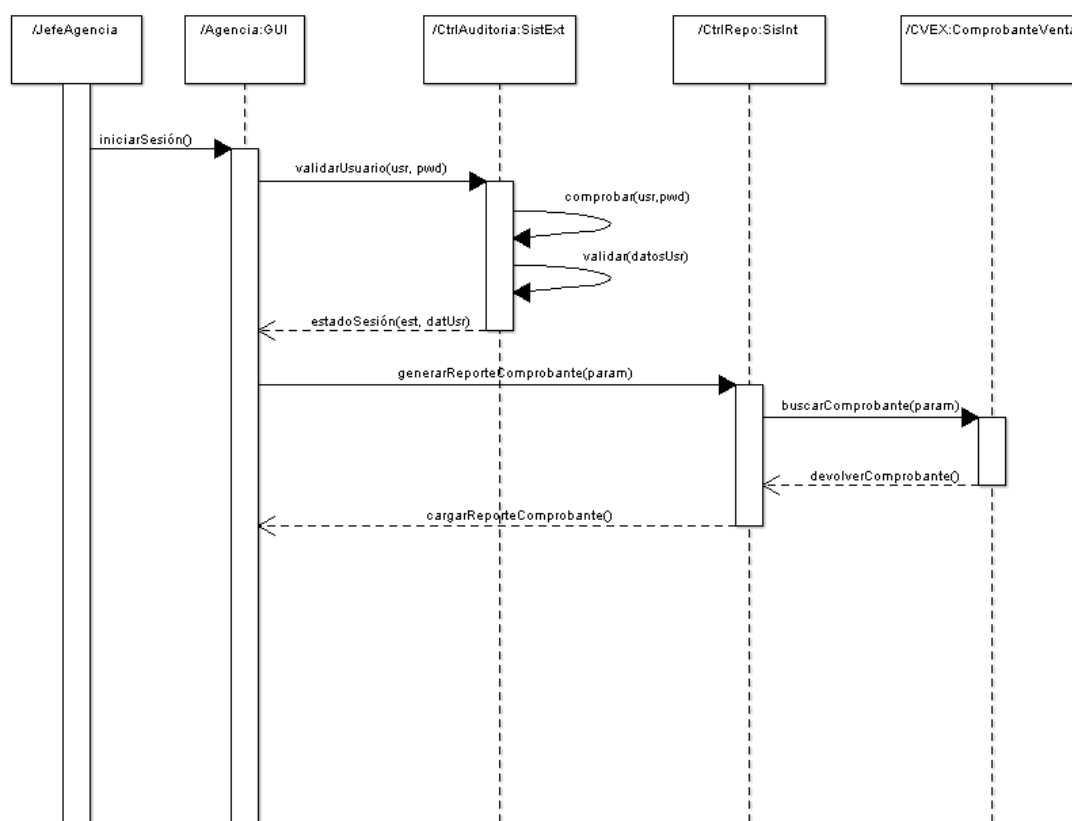 /JefeAgencia
/Agencia:GUI
/CtrlAuditoria:SistExt
/CtrlRepo:SisInt
/CVEX:ComprobanteVenta
iniciarSesión()
validarUsuario(usr, pwd)
comprobar(usr,pwd)
validar(datosUsr)
estadoSesión(est, datUsr)
generarReporteComprobante(param)
buscarComprobante(param)
devolverComprobante()
cargarReporteComprobante()